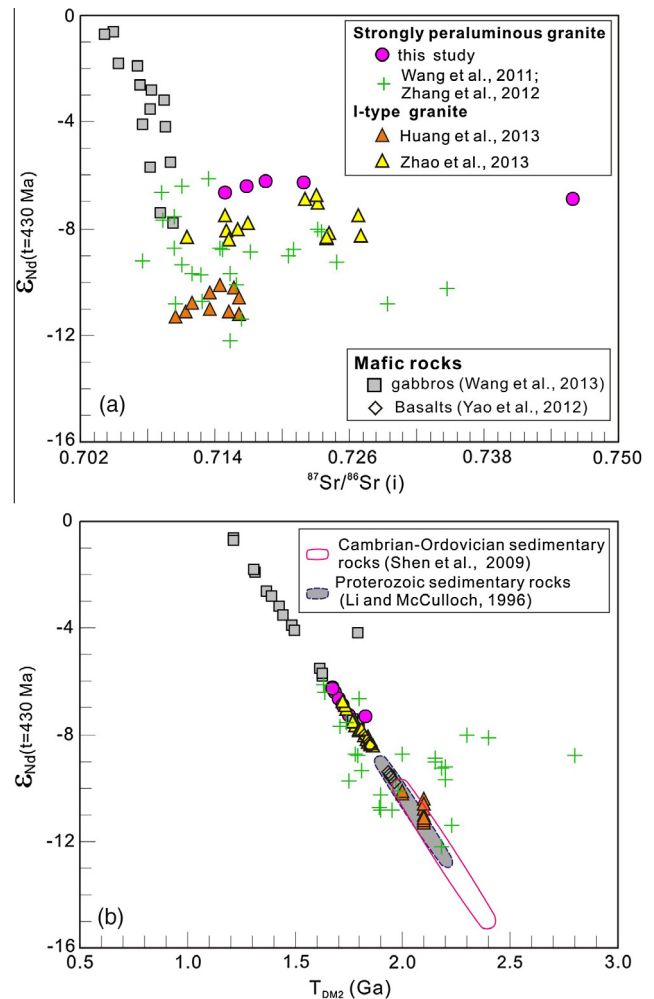 0
-4
-8
-12
-16
εNd(t=430 Ma)
Strongly peraluminous granite
this study
Wang et al., 2011;
Zhang et al., 2012
I-type granite
Huang et al., 2013
Zhao et al., 2013
Mafic rocks
gabbros (Wang et al., 2013)
Basalts (Yao et al., 2012)
(a)
0.702 0.714 0.726 0.738 0.750
87Sr/86Sr (i)
0
-4
-8
-12
-16
εNd(t=430 Ma)
Cambrian-Ordovician sedimentary
rocks (Shen et al., 2009)
Proterozoic sedimentary rocks
(Li and McCulloch, 1996)
(b)
0.5 1.0 1.5 2.0 2.5 3.0
TDM2 (Ga)